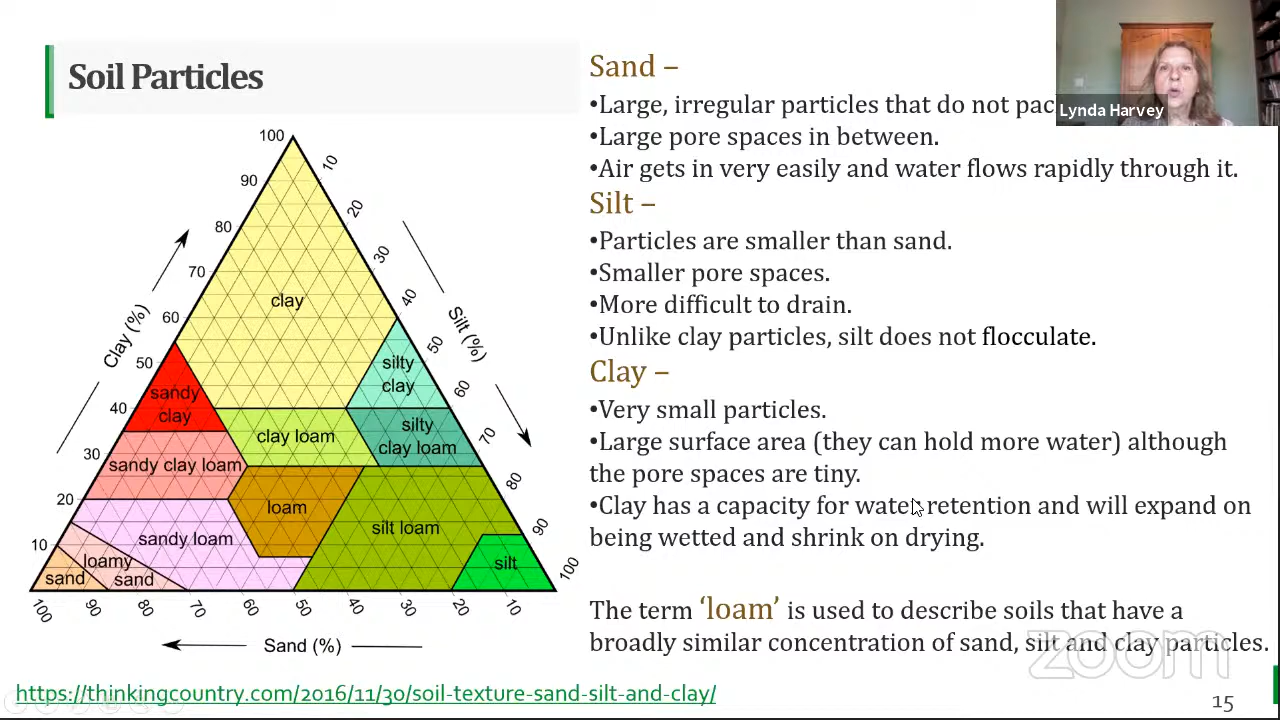 Soil Particles
Sand –
•Large, irregular particles that do not
•Large pore spaces in between.
•Air gets in very easily and water flows rapidly through it.
Silt –
•Particles are smaller than sand.
•Smaller pore spaces.
•More difficult to drain.
•Unlike clay particles, silt does not flocculate.
Clay –
•Very small particles.
•Large surface area (they can hold more water) although
the pore spaces are tiny.
•Clay has a capacity for water retention and will expand on
being wetted and shrink on drying.
The term ‘loam’ is used to describe soils that have a
broadly similar concentration of sand, silt and clay particles.
Lynda Harvey
Clay (%)
100
90
80
70
60
50
40
30
20
10
Silt (%)
10
20
30
40
50
60
70
80
90
100
Sand (%)
100
90
80
70
60
50
40
30
20
10
clay
silty
clay
sandy
clay
clay loam
silty
clay loam
sandy clay loam
loam
silt loam
sandy loam
loamy
sand
sand
silt
https://thinkingcountry.com/2016/11/30/soil-texture-sand-silt-and-clay/
zoom
15